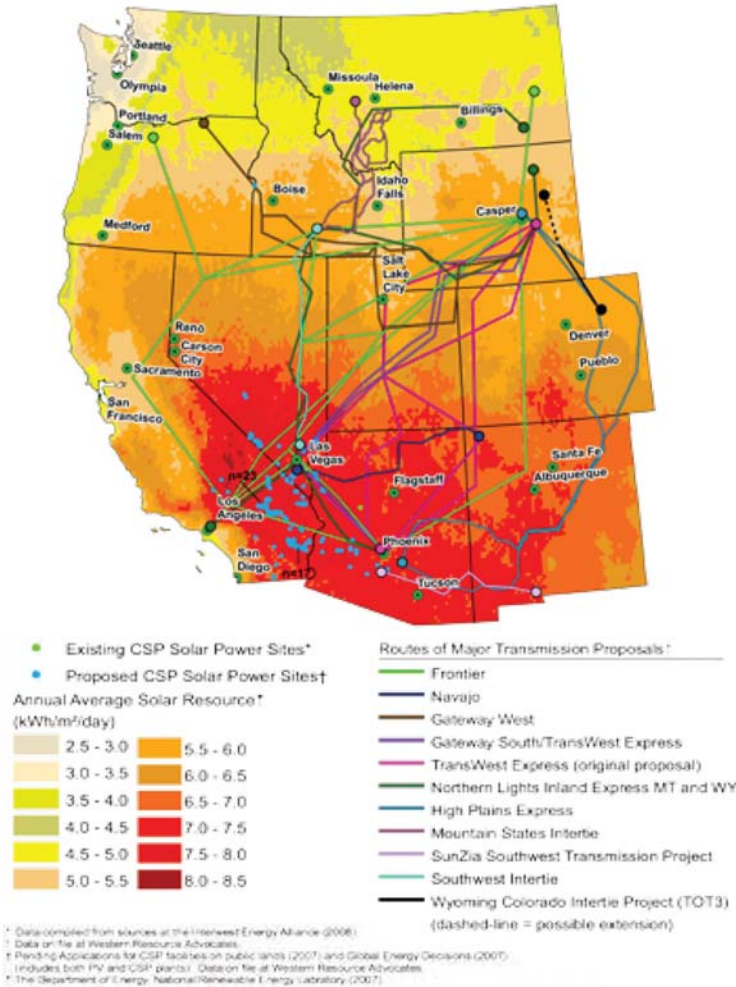 Seattle
Olympia
Portland
Salem
Medford
Missoula
Helena
Billings
Boise
Idaho
Falls
Casper
Salt
Lake
City
Reno
Carson
City
Sacramento
San
Francisco
Denver
Pueblo
Las
Vegas
n=23
Los
Angeles
Flagstaff
Santa Fe
Albuquerque
San
Diego
Phoenix
Tucson
Existing CSP Solar Power Sites*
Proposed CSP Solar Power Sites†
Annual Average Solar Resource*
(kWh/m²/day)
2.5 - 3.0
3.0 - 3.5
3.5 - 4.0
4.0 - 4.5
4.5 - 5.0
5.0 - 5.5
5.5 - 6.0
6.0 - 6.5
6.5 - 7.0
7.0 - 7.5
7.5 - 8.0
8.0 - 8.5
Routes of Major Transmission Proposals
Frontier
Navajo
Gateway West
Gateway South/TransWest Express
TransWest Express (original proposal)
Northern Lights Inland Express MT and WY
High Plains Express
Mountain States Intertie
SunZia Southwest Transmission Project
Southwest Intertie
Wyoming Colorado Intertie Project (TOT3)
(dashed-line = possible extension)
* Data compiled from sources at the Interwest Energy Alliance (2008)
Data on file at Western Resource Advocates.
† Pending Applications for CSP facilities on public lands (2007) and Global Energy Decisions (2007)
(includes both PV and CSP plants). Data on file at Western Resource Advocates
* The Department of Energy, National Renewable Energy Labratory (2007)